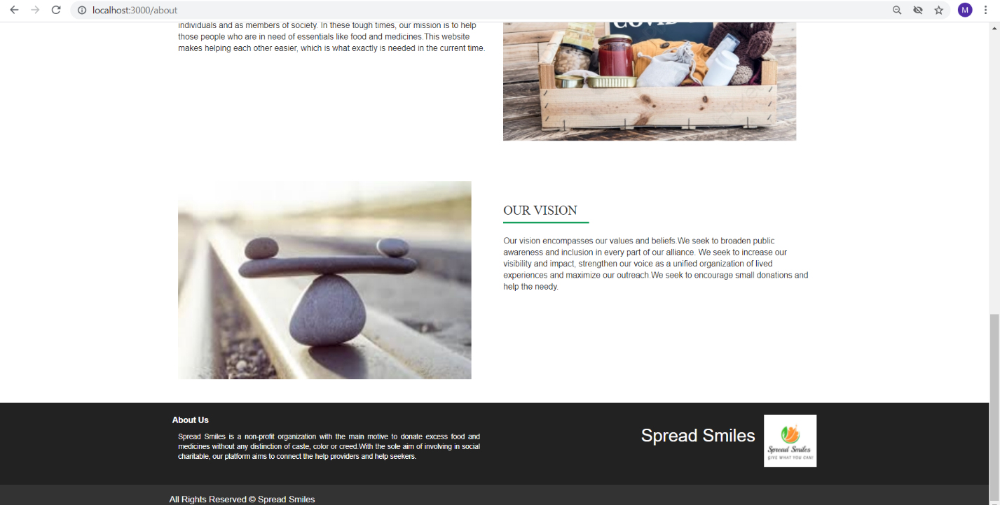 localhost:3000/about
M
individuals and as members of society. In these tough times, our mission is to help
those people who are in need of essentials like food and medicines.This website
makes helping each other easier, which is what exactly is needed in the current time.
OUR VISION
Our vision encompasses our values and beliefs.We seek to broaden public
awareness and inclusion in every part of our alliance. We seek to increase our
visibility and impact, strengthen our voice as a unified organization of lived
experiences and maximize our outreach.We seek to encourage small donations and
help the needy.
About Us
Spread Smiles is a non-profit organization with the main motive to donate excess food and
medicines without any distinction of caste, color or creed.With the sole aim of involving in social
charitable, our platform aims to connect the help providers and help seekers.
Spread Smiles
Spread Smiles
GIVE WHAT YOU CAN!
All Rights Reserved © Spread Smiles